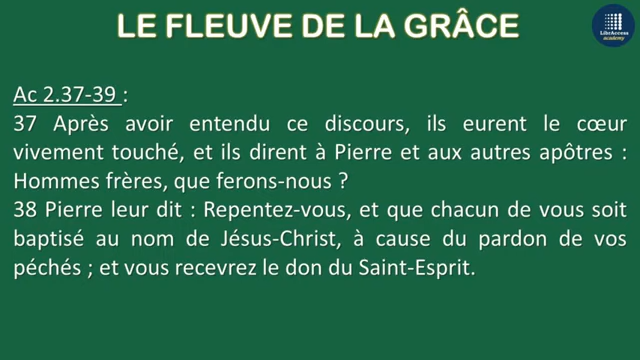 LE FLEUVE DE LA GRÂCE
LibrAccess
academy
Ac 2.37-39 :
37 Après avoir entendu ce discours, ils eurent le cœur
vivement touché, et ils dirent à Pierre et aux autres apôtres :
Hommes frères, que ferons-nous ?
38 Pierre leur dit : Repentez-vous, et que chacun de vous soit
baptisé au nom de Jésus-Christ, à cause du pardon de vos
péchés ; et vous recevrez le don du Saint-Esprit.